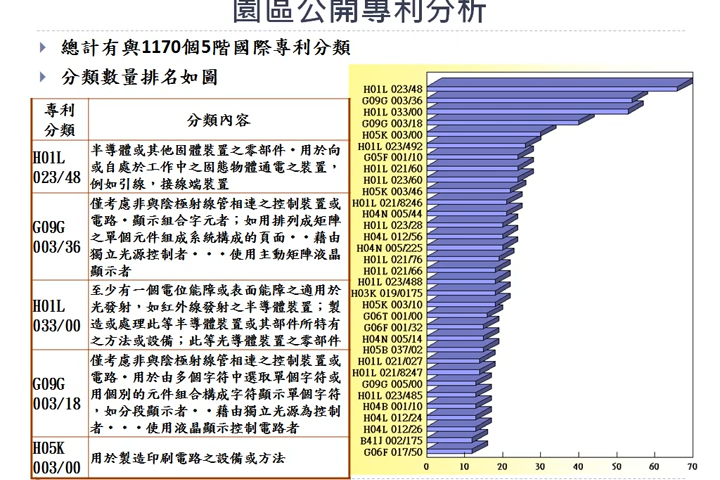 園區公開專利分析
總計有與1170個5階國際專利分類
分類數量排名如圖
專利
分類
分類內容
H01L
023/48
半導體或其他固體裝置之零部件‧用於向
或自處於工作中之固態物體通電之裝置，
例如引線，接線端裝置
G09G
003/36
僅考慮非與陰極射線管相連之控制裝置或
電路‧顯示組合字元者；如用排列成矩陣
之單個元件組成系統構成的頁面‧‧藉由
獨立光源控制者‧‧‧使用主動矩陣液晶
顯示者
H01L
033/00
至少有一個電位能障或表面能障之適用於
光發射，如紅外線發射之半導體裝置；製
造或處理此等半導體裝置或其部件所特有
之方法或設備；此等光導體裝置之零部件
G09G
003/18
僅考慮非與陰極射線管相連之控制裝置或
電路‧用於由多個字符中選取單個字符或
用個別的元件組合構成字符顯示單個字符
，如分段顯示者‧‧藉由獨立光源為控制
者‧‧‧使用液晶顯示控制電路者
H05K
003/00
用於製造印刷電路之設備或方法
H01L 023/48
G09G 003/36
H01L 033/00
G09G 003/18
H05K 003/00
H01L 023/492
G05F 001/10
H01L 021/60
H01L 023/60
H05K 003/46
H01L 021/8246
H04N 005/44
H01L 023/28
H04L 012/56
H04N 005/225
H01L 021/76
H01L 021/66
H01L 023/488
H03K 019/0175
H05K 003/10
G06T 001/00
G06F 001/32
H04N 005/14
H05B 037/02
H01L 021/027
H01L 021/8247
G09G 005/00
H01L 023/485
H04B 001/10
H04L 012/24
H04L 012/26
B41J 002/175
G06F 017/50
0 10 20 30 40 50 60 70